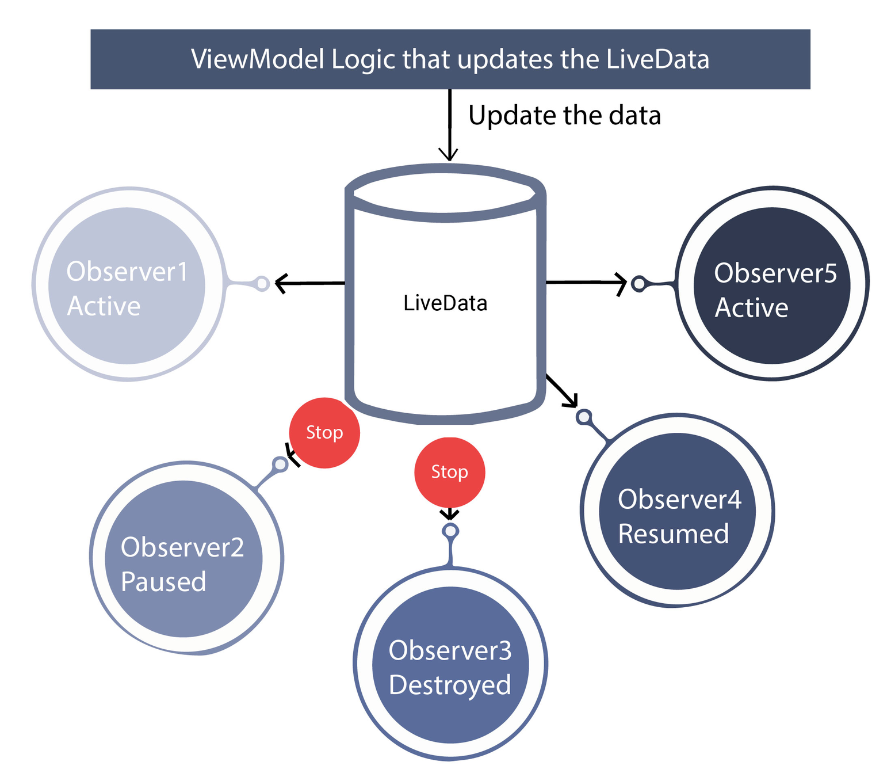 ViewModel Logic that updates the LiveData
Update the data
Observer1
Active
LiveData
Observer5
Active
Stop
Stop
Observer2
Paused
Observer3
Destroyed
Observer4
Resumed